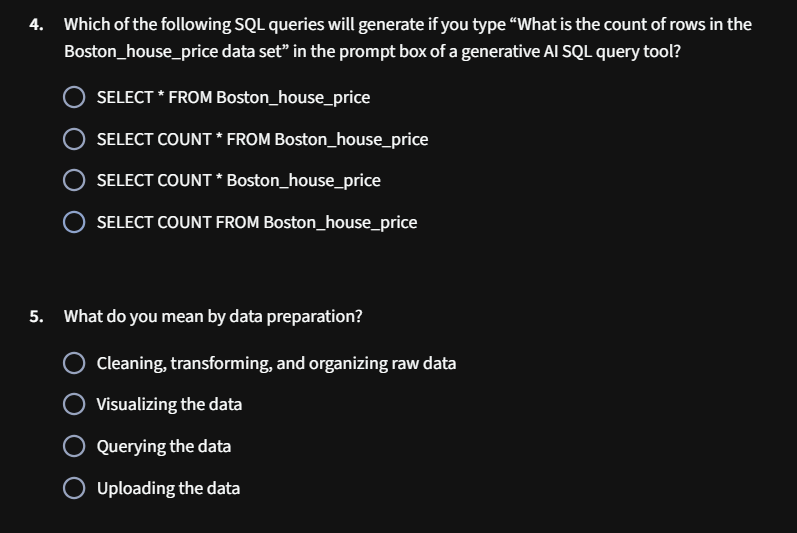 4. Which of the following SQL queries will generate if you type “What is the count of rows in the
Boston_house_price data set” in the prompt box of a generative AI SQL query tool?
SELECT * FROM Boston_house_price
SELECT COUNT * FROM Boston_house_price
SELECT COUNT * Boston_house_price
SELECT COUNT FROM Boston_house_price
5. What do you mean by data preparation?
Cleaning, transforming, and organizing raw data
Visualizing the data
Querying the data
Uploading the data